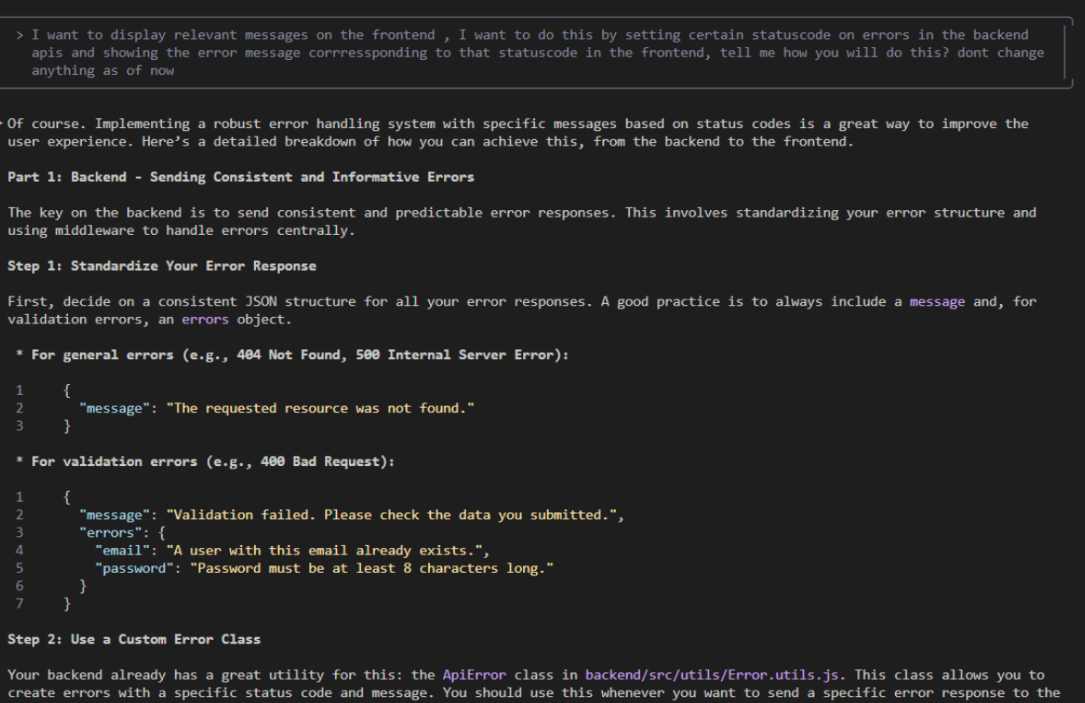 > I want to display relevant messages on the frontend , I want to do this by setting certain statuscode on errors in the backend
apis and showing the error message corrressponding to that statuscode in the frontend, tell me how you will do this? dont change
anything as of now
Of course. Implementing a robust error handling system with specific messages based on status codes is a great way to improve the
user experience. Here’s a detailed breakdown of how you can achieve this, from the backend to the frontend.
Part 1: Backend - Sending Consistent and Informative Errors
The key on the backend is to send consistent and predictable error responses. This involves standardizing your error structure and
using middleware to handle errors centrally.
Step 1: Standardize Your Error Response
First, decide on a consistent JSON structure for all your error responses. A good practice is to always include a message and, for
validation errors, an errors object.
* For general errors (e.g., 404 Not Found, 500 Internal Server Error):
1 {
2 "message": "The requested resource was not found."
3 }
* For validation errors (e.g., 400 Bad Request):
1 {
2 "message": "Validation failed. Please check the data you submitted.",
3 "errors": {
4 "email": "A user with this email already exists.",
5 "password": "Password must be at least 8 characters long."
6 }
7 }
Step 2: Use a Custom Error Class
Your backend already has a great utility for this: the ApiError class in backend/src/utils/Error.utils.js. This class allows you to
create errors with a specific status code and message. You should use this whenever you want to send a specific error response to the